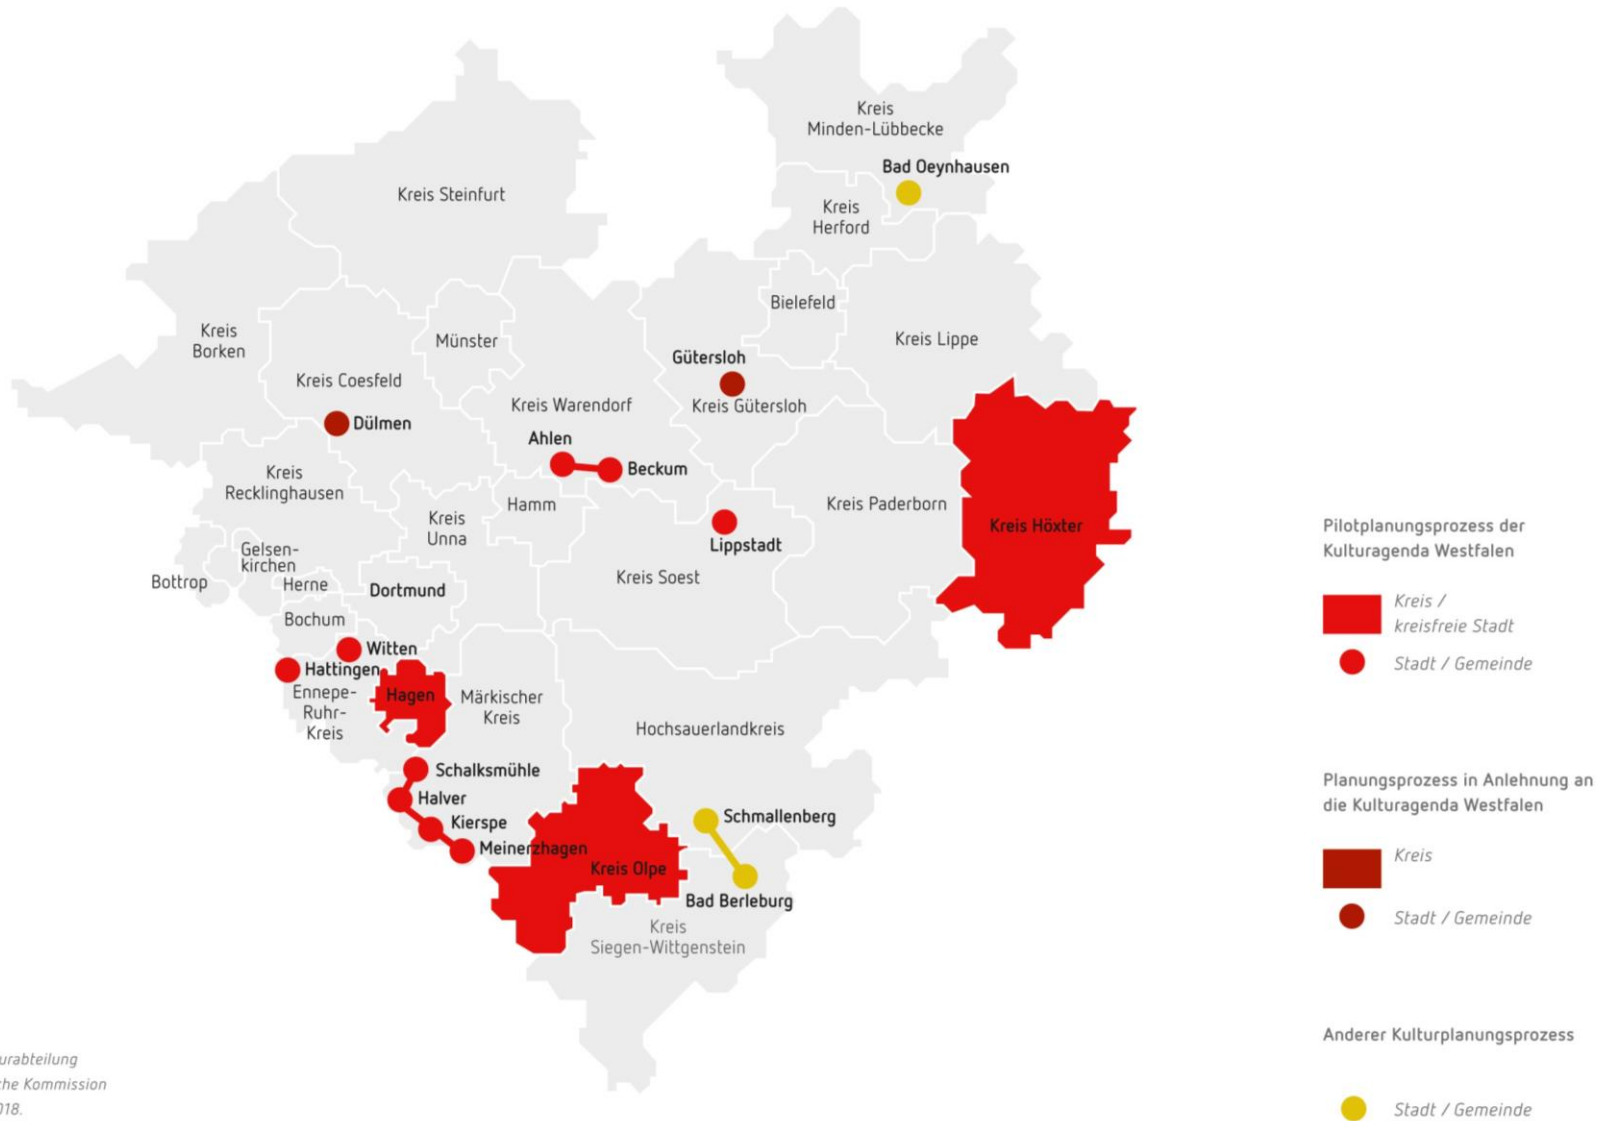 Kreis
Minden-Lübbecke
Bad Oeynhausen
Kreis Steinfurt
Kreis
Herford
Bielefeld
Kreis
Borken
Münster
Kreis Lippe
Gütersloh
Kreis Coesfeld
Kreis Warendorf
Kreis Gütersloh
Dülmen
Ahlen
Beckum
Kreis
Recklinghausen
Hamm
Kreis Paderborn
Kreis
Unna
Kreis Höxter
Lippstadt
Gelsen-
kirchen
Bottrop
Herne
Dortmund
Kreis Soest
Bochum
Witten
Hattingen
Ennepe-
Ruhr-
Kreis
Hagen
Märkischer
Kreis
Hochsauerlandkreis
Schalksmühle
Halver
Kierspe
Meinerzhagen
Schmallenberg
Kreis Olpe
Bad Berleburg
Kreis
Siegen-Wittgenstein
Pilotplanungsprozess der
Kulturagenda Westfalen
Kreis /
kreisfreie Stadt
Stadt / Gemeinde
Planungsprozess in Anlehnung an
die Kulturagenda Westfalen
Kreis
Stadt / Gemeinde
Anderer Kulturplanungsprozess
Stadt / Gemeinde
urabteilung
che Kommission
018.